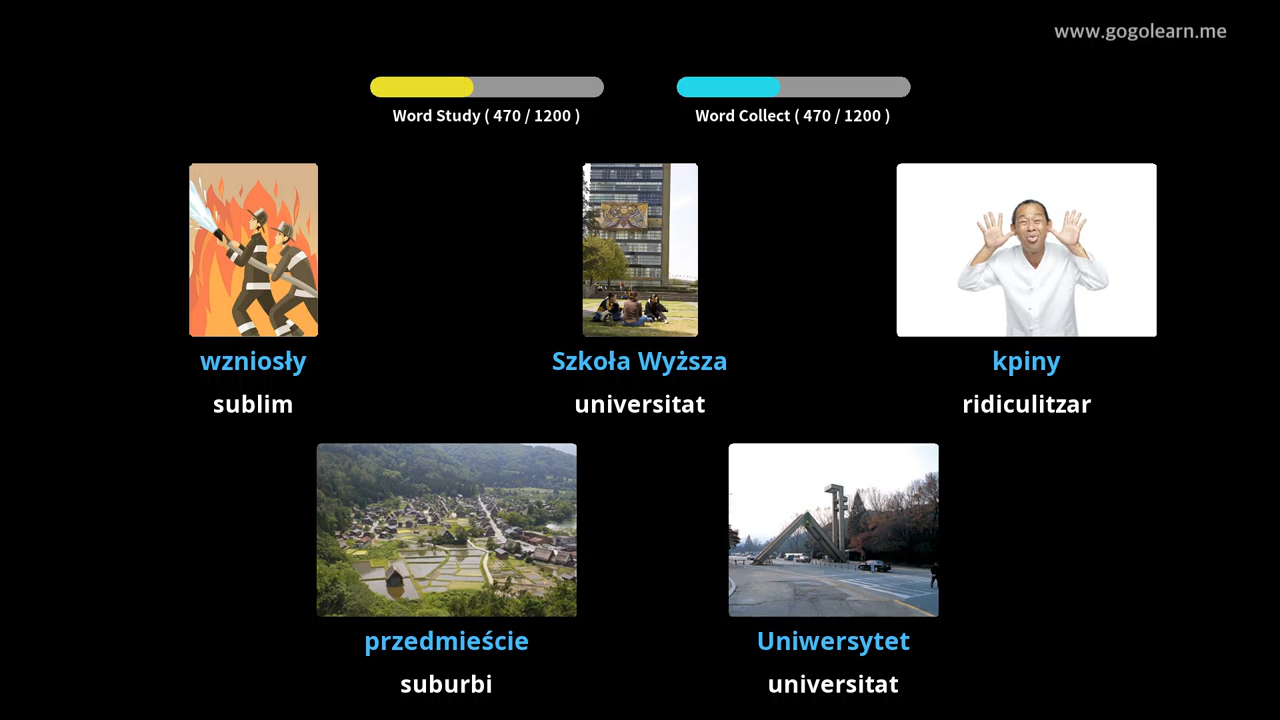 www.gogolearn.me
Word Study ( 470 / 1200 )
Word Collect ( 470 / 1200 )
wzniosły
sublim
Szkoła Wyższa
universitat
kpiny
ridiculitzar
przedmieście
suburbi
Uniwersytet
universitat